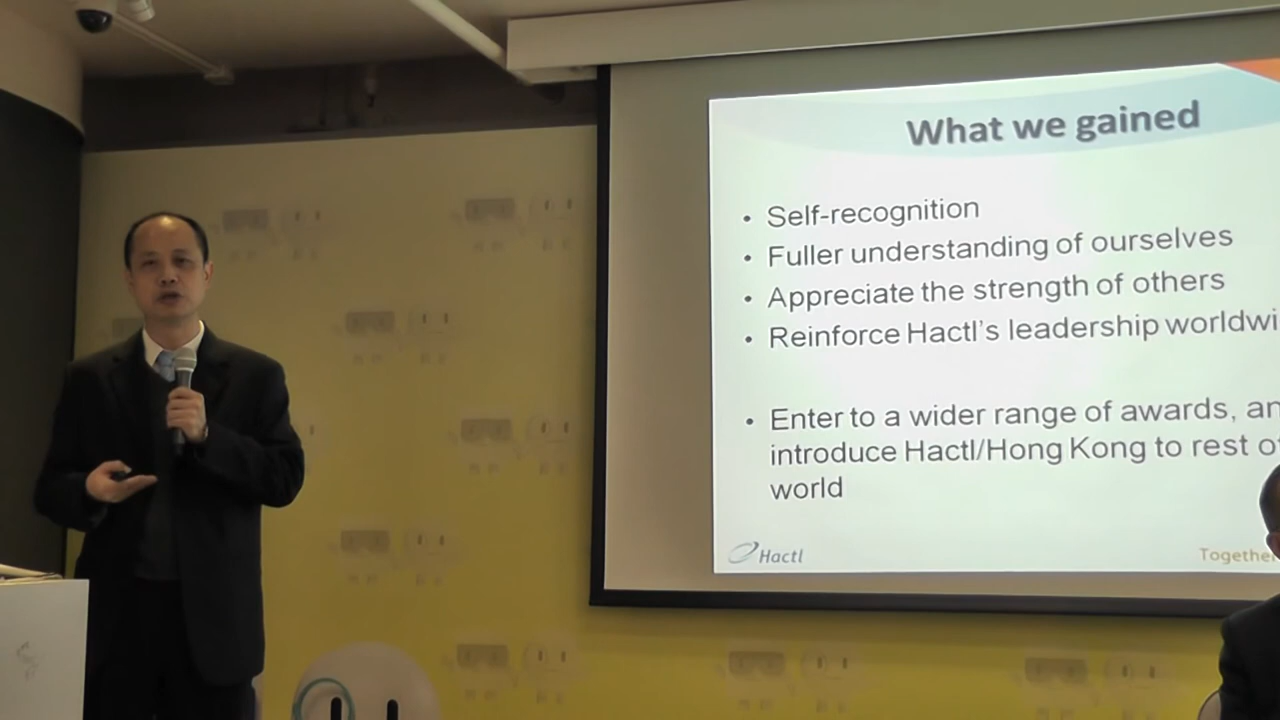 What we gained
• Self-recognition
• Fuller understanding of ourselves
• Appreciate the strength of others
• Reinforce Hactl's leadership worldwi
• Enter to a wider range of awards, an
introduce Hactl/Hong Kong to rest of
world
Hactl
Together